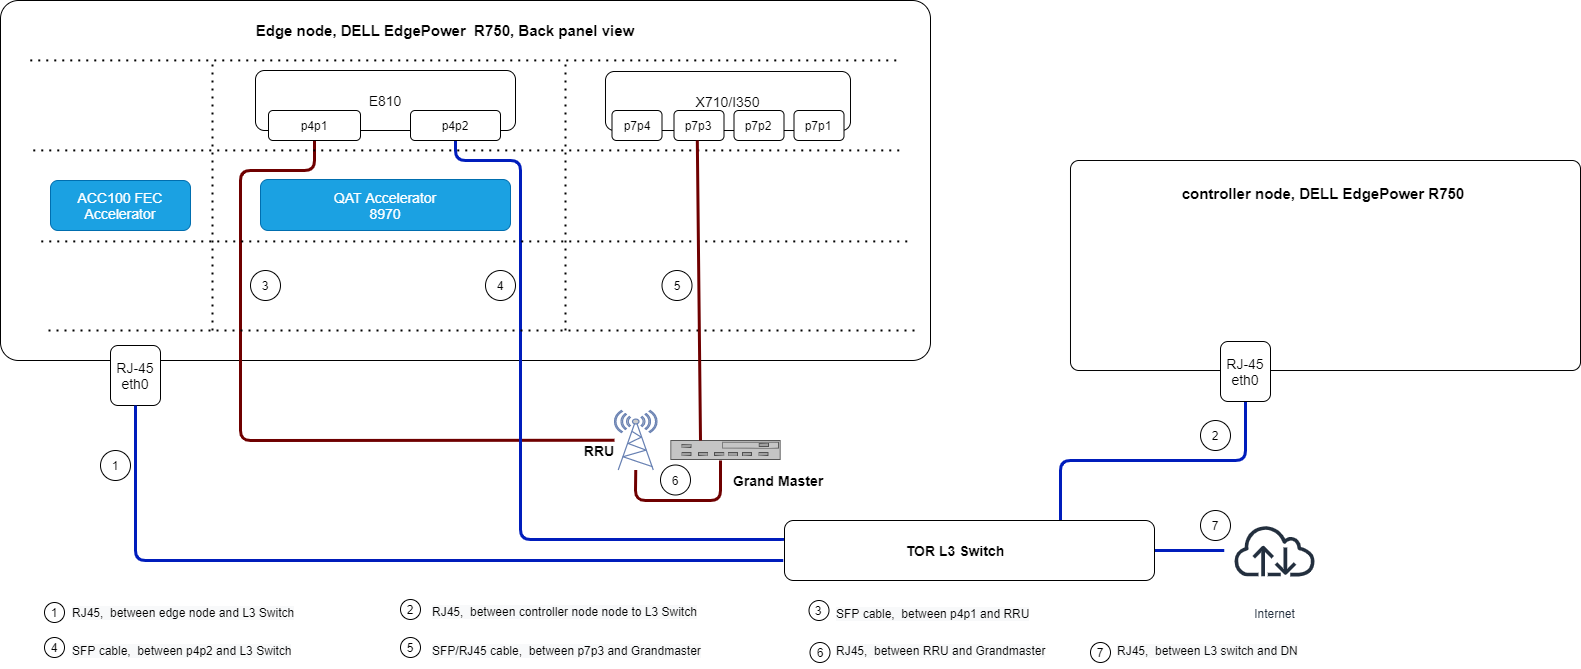 Edge node, DELL EdgePower R750, Back panel view
E810
p4p1
p4p2
X710/I350
p7p4
p7p3
p7p2
p7p1
ACC100 FEC
Accelerator
QAT Accelerator
8970
controller node, DELL EdgePower R750
3
4
5
RJ-45
eth0
RJ-45
eth0
1
2
RRU
6
Grand Master
7
TOR L3 Switch
1 RJ45, between edge node and L3 Switch
2 RJ45, between controller node node to L3 Switch
3 SFP cable, between p4p1 and RRU
Internet
4 SFP cable, between p4p2 and L3 Switch
5 SFP/RJ45 cable, between p7p3 and Grandmaster
6 RJ45, between RRU and Grandmaster
7 RJ45, between L3 switch and DN